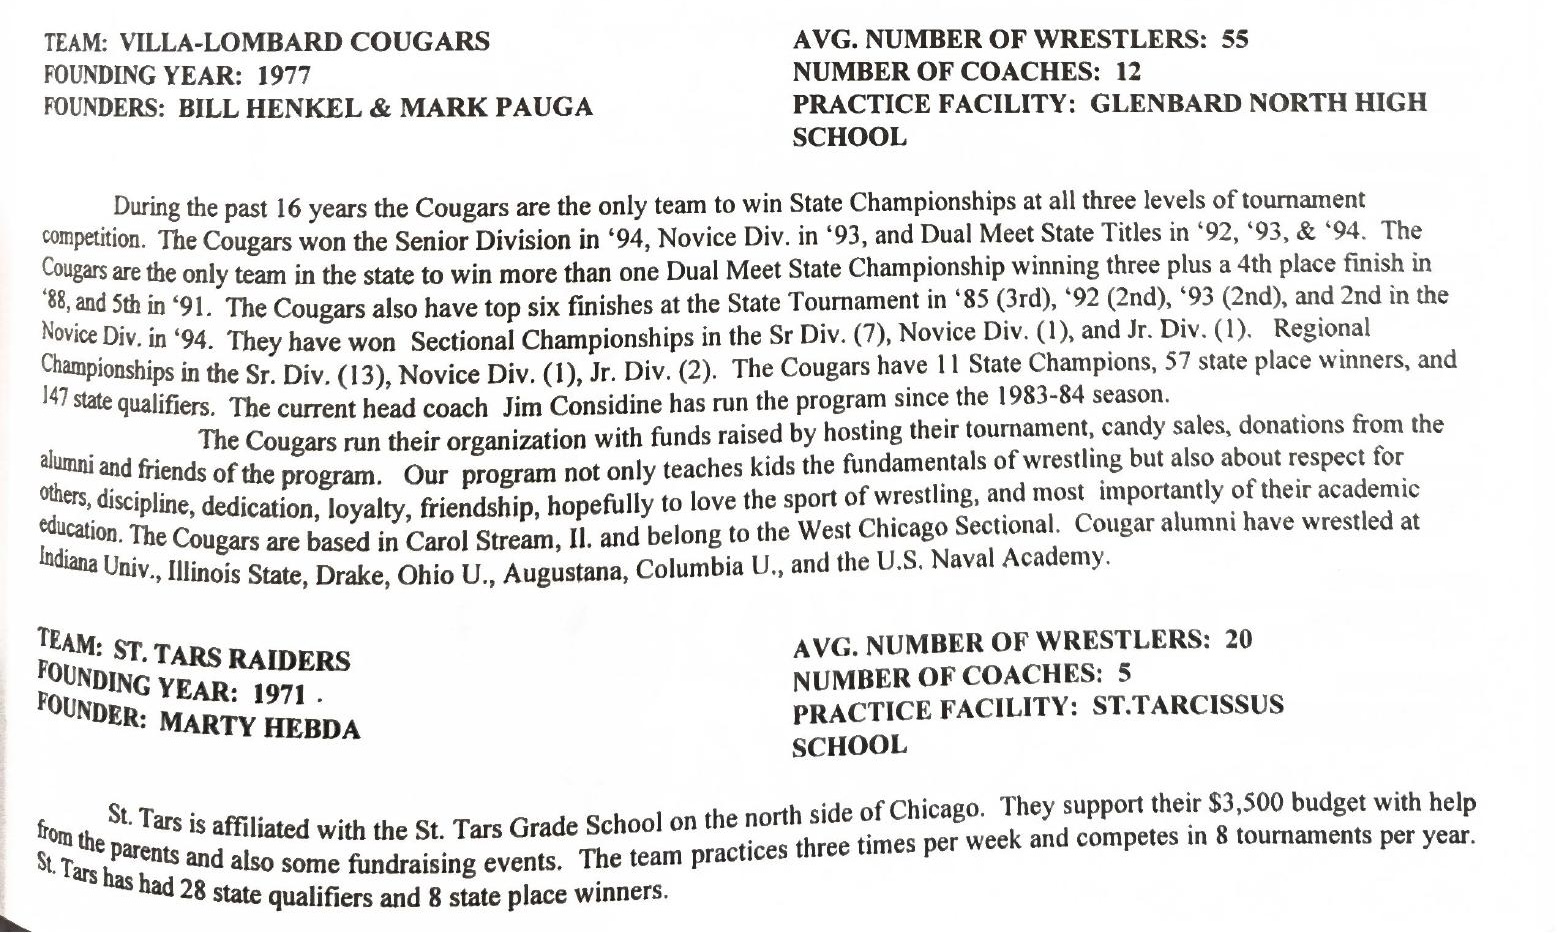 TEAM: VILLA-LOMBARD COUGARS
FOUNDING YEAR: 1977
FOUNDERS: BILL HENKEL & MARK PAUGA
AVG. NUMBER OF WRESTLERS: 55
NUMBER OF COACHES: 12
PRACTICE FACILITY: GLENBARD NORTH HIGH
SCHOOL
During the past 16 years the Cougars are the only team to win State Championships at all three levels of tournament
competition. The Cougars won the Senior Division in ‘94, Novice Div. in ‘93, and Dual Meet State Titles in ‘92, ‘93, & ‘94. The
Cougars are the only team in the state to win more than one Dual Meet State Championship winning three plus a 4th place finish in
‘88, and 5th in ‘91. The Cougars also have top six finishes at the State Tournament in ‘85 (3rd), ‘92 (2nd), ‘93 (2nd), and 2nd in the
Novice Div. in ‘94. They have won Sectional Championships in the Sr Div. (7), Novice Div. (1), and Jr. Div. (1). Regional
Championships in the Sr. Div. (13), Novice Div. (1), Jr. Div. (2). The Cougars have 11 State Champions, 57 state place winners, and
147 state qualifiers. The current head coach Jim Considine has run the program since the 1983-84 season.
The Cougars run their organization with funds raised by hosting their tournament, candy sales, donations from the
alumni and friends of the program. Our program not only teaches kids the fundamentals of wrestling but also about respect for
others, discipline, dedication, loyalty, friendship, hopefully to love the sport of wrestling, and most importantly of their academic
education. The Cougars are based in Carol Stream, Il. and belong to the West Chicago Sectional. Cougar alumni have wrestled at
Indiana Univ., Illinois State, Drake, Ohio U., Augustana, Columbia U., and the U.S. Naval Academy.
TEAM: ST. TARS RAIDERS
FOUNDING YEAR: 1971 .
FOUNDER: MARTY HEBDA
AVG. NUMBER OF WRESTLERS: 20
NUMBER OF COACHES: 5
PRACTICE FACILITY: ST.TARCISSUS
SCHOOL
St. Tars is affiliated with the St. Tars Grade School on the north side of Chicago. They support their $3,500 budget with help
from the parents and also some fundraising events. The team practices three times per week and competes in 8 tournaments per year.
St. Tars has had 28 state qualifiers and 8 state place winners.